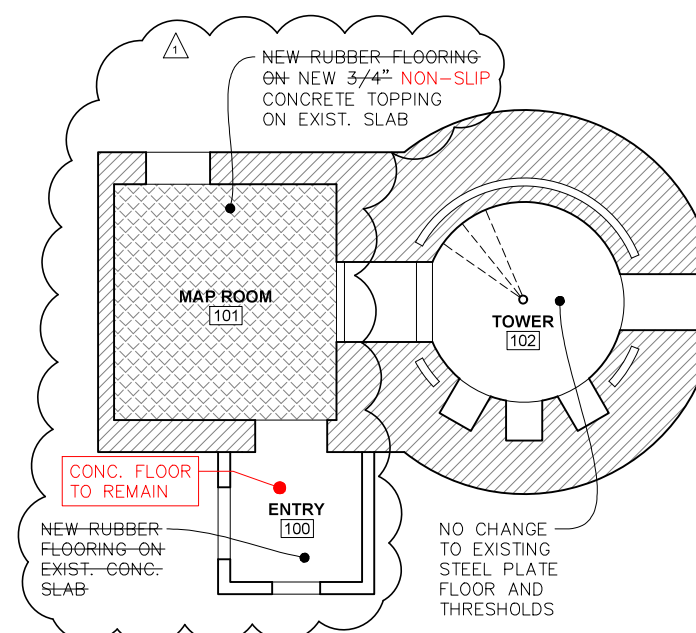 1
NEW RUBBER FLOORING
ON NEW 3/4" NON-SLIP
CONCRETE TOPPING
ON EXIST. SLAB
MAP ROOM
101
TOWER
102
CONC. FLOOR
TO REMAIN
ENTRY
100
NEW RUBBER
FLOORING ON
EXIST. CONC.
SLAB
NO CHANGE
TO EXISTING
STEEL PLATE
FLOOR AND
THRESHOLDS